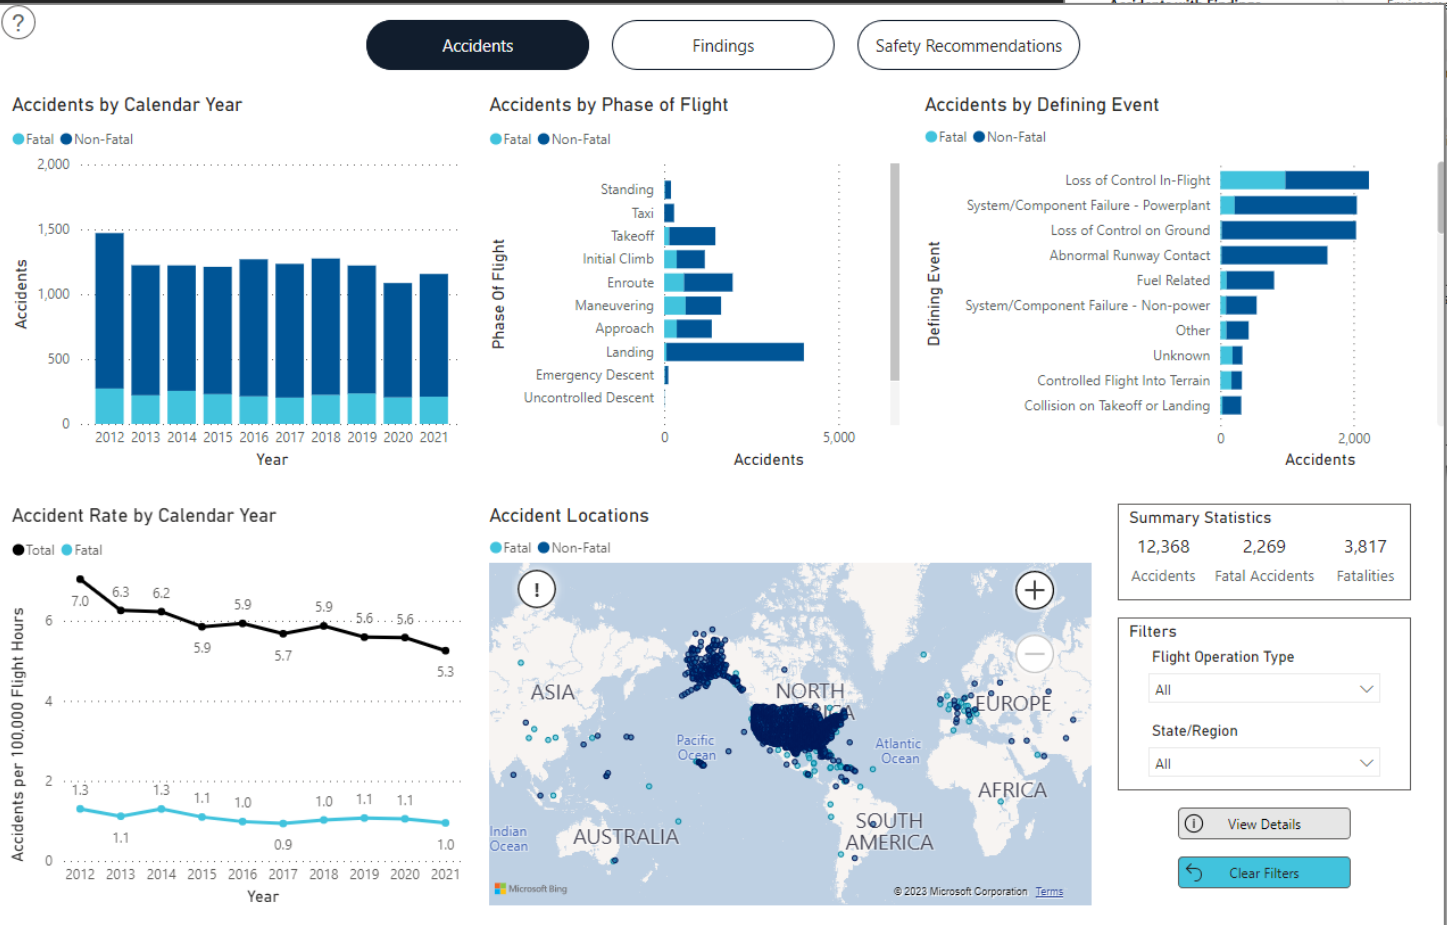 Accidents with Findings
?
Accidents
Findings
Safety Recommendations
Accidents by Calendar Year
Fatal Non-Fatal
2,000
1,500
1,000
500
0
Accidents
2012 2013 2014 2015 2016 2017 2018 2019 2020 2021
Year
Accidents by Phase of Flight
Fatal Non-Fatal
Phase Of Flight
Standing
Taxi
Takeoff
Initial Climb
Enroute
Maneuvering
Approach
Landing
Emergency Descent
Uncontrolled Descent
0 5,000
Accidents
Accidents by Defining Event
Fatal Non-Fatal
Defining Event
Loss of Control In-Flight
System/Component Failure - Powerplant
Loss of Control on Ground
Abnormal Runway Contact
Fuel Related
System/Component Failure - Non-power
Other
Unknown
Controlled Flight Into Terrain
Collision on Takeoff or Landing
0 2,000
Accidents
Accident Rate by Calendar Year
Total Fatal
Accidents per 100,000 Flight Hours
6
4
2
0
7.0 6.3 6.2 5.9 5.9 5.7 5.9 5.6 5.6 5.3
1.3 1.1 1.3 1.1 1.0 0.9 1.0 1.1 1.1 1.0
2012 2013 2014 2015 2016 2017 2018 2019 2020 2021
Year
Accident Locations
Fatal Non-Fatal
!
+
ASIA
NORTH
EUROPE
Pacific
Ocean
Atlantic
Ocean
AFRICA
Indian
Ocean
AUSTRALIA
SOUTH
AMERICA
Microsoft Bing
© 2023 Microsoft Corporation Terms
Summary Statistics
12,368 2,269 3,817
Accidents Fatal Accidents Fatalities
Filters
Flight Operation Type
All
State/Region
All
View Details
Clear Filters